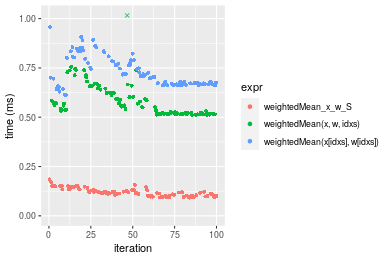 1.00
0.75
0.50
0.25
0.00
time (ms)
0
25
50
75
100
iteration
expr
weightedMean_x_w_S
weightedMean(x, w, idxs)
weightedMean(x[idxs], w[idxs])